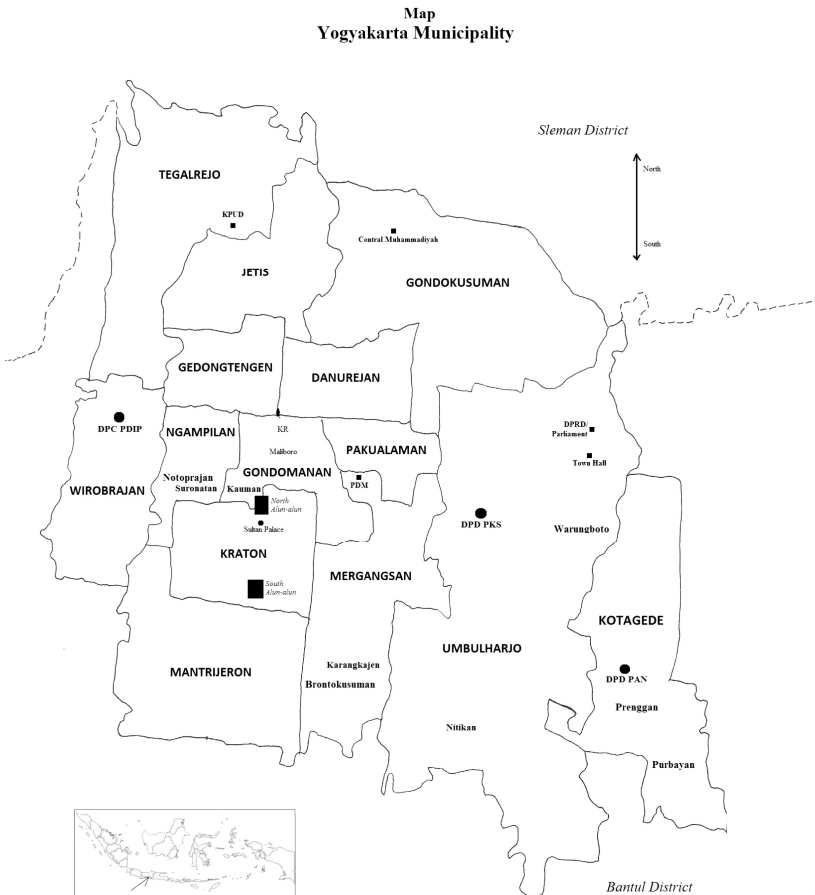 Map
Yogyakarta Municipality
Sleman District
North
South
TEGALREJO
KPUD
Central Muhammadiyah
JETIS
GONDOKUSUMAN
GEDONGTENGEN
DANUREJAN
DPC PDIP
NGAMPILAN
KR
Malioboro
PAKUALAMAN
DPRD/
Parliament
Town Hall
WIROBRAJAN
Notoprajan
Suronatan
Kauman
GONDOMANAN
PDM
North
Alun-alun
Sultan Palace
DPD PKS
Warungboto
KRATON
South
Alun-alun
MERGANGSAN
KOTAGEDE
MANTRIJERON
Karangkajen
Brontokusuman
UMBULHARJO
DPD PAN
Prenggan
Nitikan
Purbayan
Bantul District